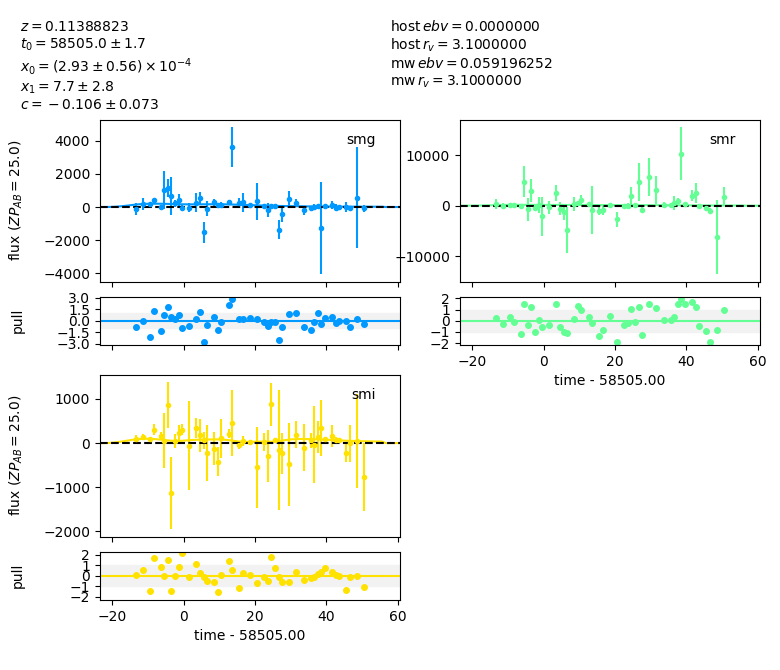 z = 0.11388823
t₀ = 58505.0 ± 1.7
x₀ = (2.93 ± 0.56) × 10⁻⁴
x₁ = 7.7 ± 2.8
c = −0.106 ± 0.073
host ebv = 0.0000000
host r_v = 3.1000000
mw ebv = 0.059196252
mw r_v = 3.1000000
smg
flux (ZP_AB = 25.0)
4000
2000
0
−2000
−4000
smr
10000
0
−10000
pull
3.0
1.5
0.0
−1.5
−3.0
2
1
0
−1
−2
−20 0 20 40 60
time - 58505.00
smi
flux (ZP_AB = 25.0)
1000
0
−1000
−2000
pull
2
1
0
−1
−2
−20 0 20 40 60
time - 58505.00